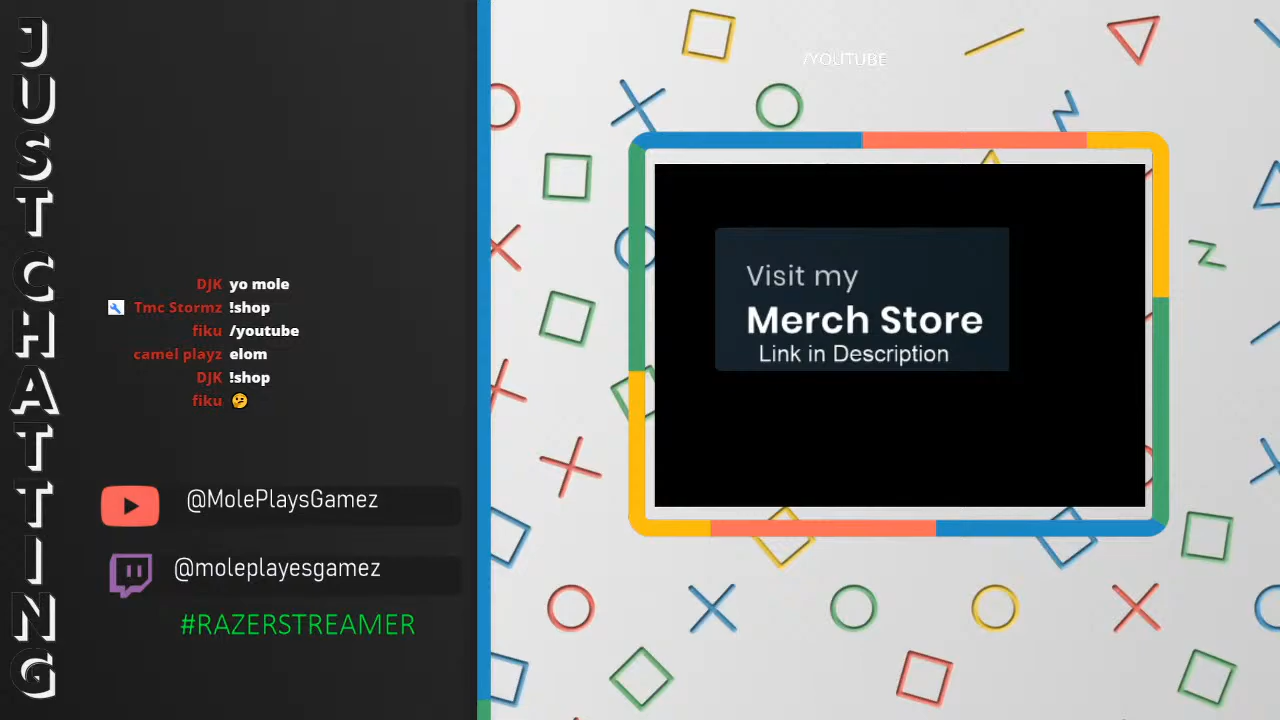 JUST CHATTING
DJK yo mole
Tmc Stormz !shop
fiku /youtube
camel playz elom
DJK !shop
fiku 🤔
@MolePlaysGamez
@moleplayesgamez
#RAZERSTREAMER
/YOUTUBE
Visit my
Merch Store
Link in Description